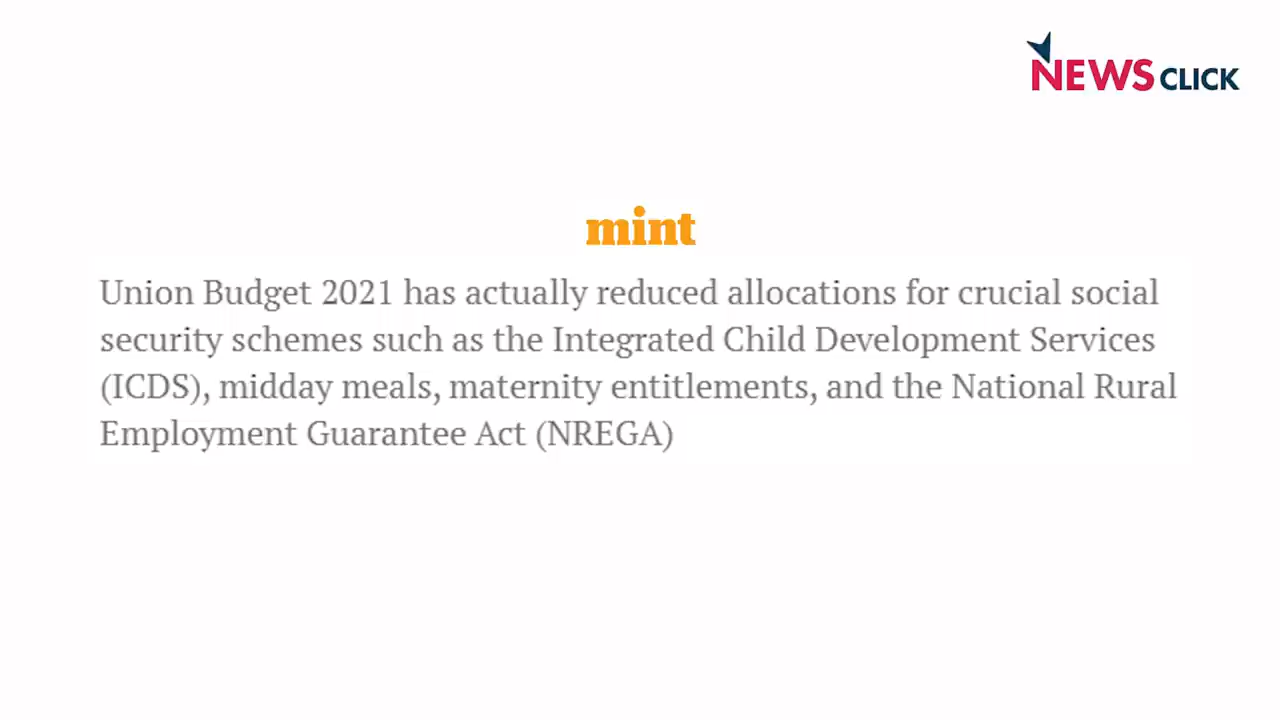 NEWS CLICK
mint
Union Budget 2021 has actually reduced allocations for crucial social
security schemes such as the Integrated Child Development Services
(ICDS), midday meals, maternity entitlements, and the National Rural
Employment Guarantee Act (NREGA)